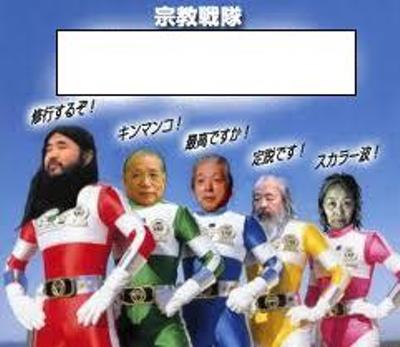 宗教戦隊
修行するぞ！
キンマンコ！
最高ですか！
定説です！
スカラー波！